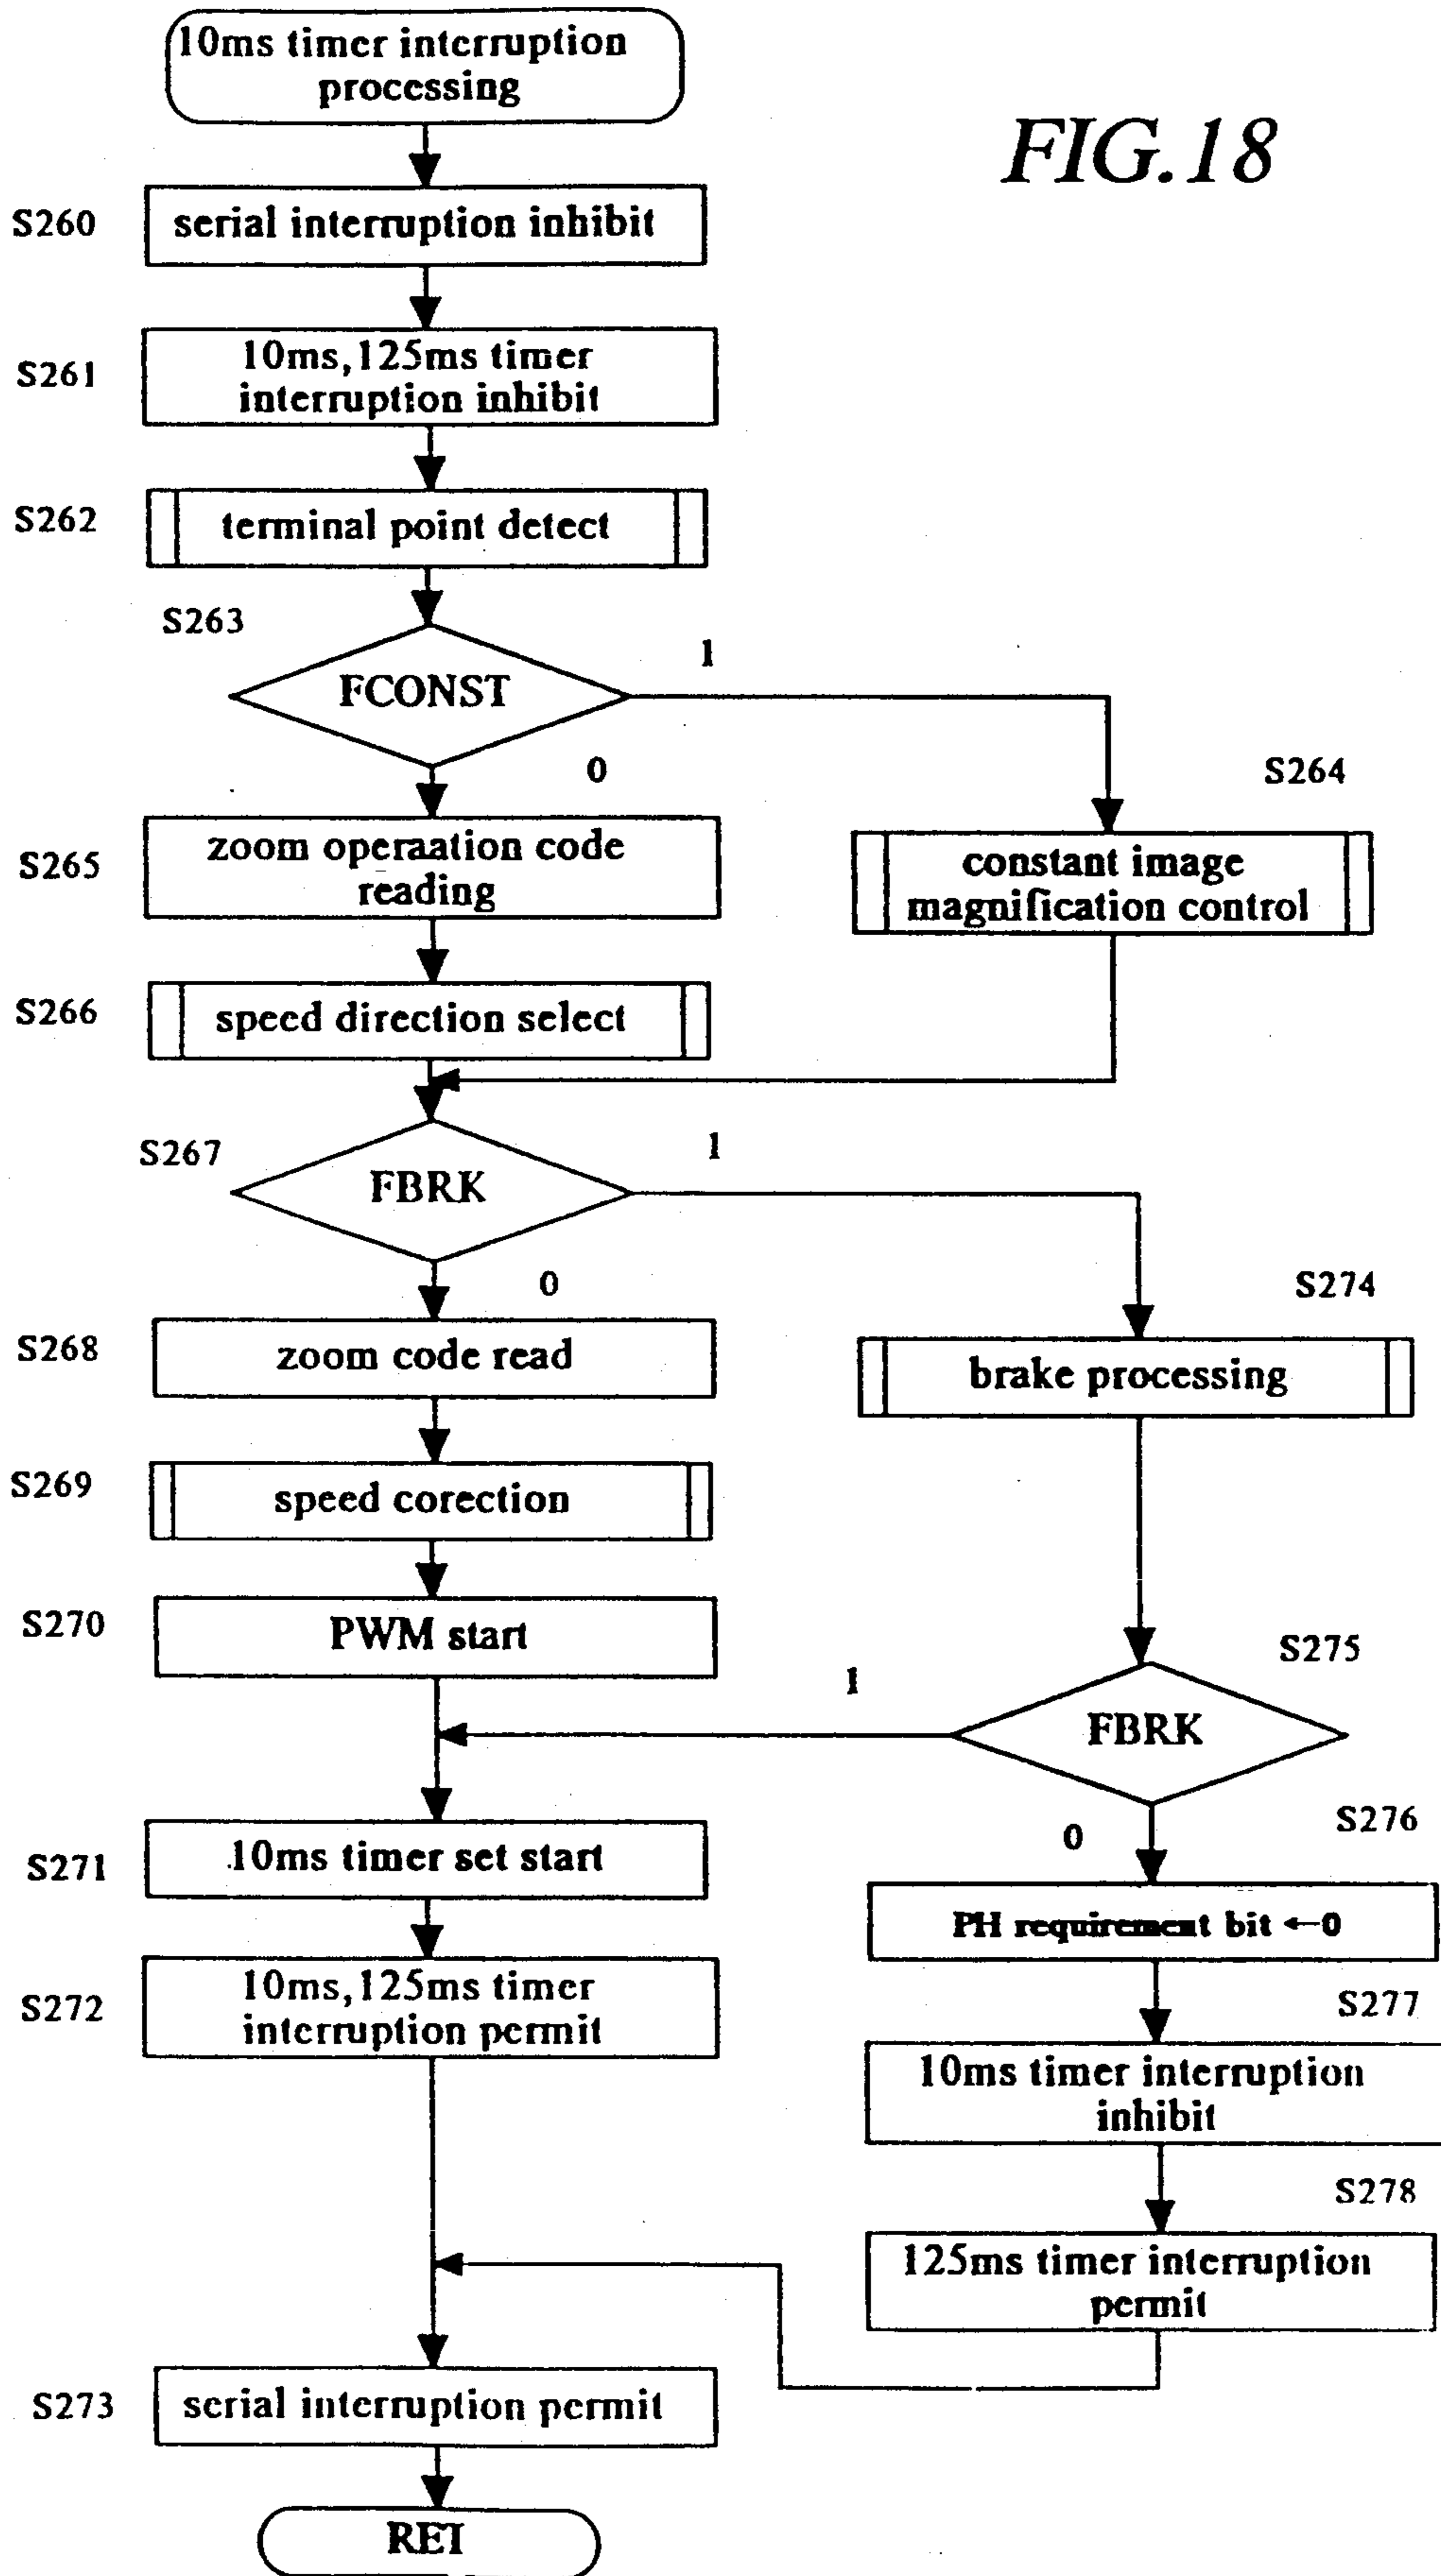 10ms timer interruption
processing
FIG.18
S260
serial interruption inhibit
S261
10ms,125ms timer
interruption inhibit
S262
terminal point detect
S263
FCONST
1
0
S264
constant image
magnification control
S265
zoom operaation code
reading
S266
speed direction select
S267
FBRK
1
0
S268
zoom code read
S269
speed corection
S270
PWM start
S274
brake processing
S275
FBRK
1
0
S271
10ms timer set start
S272
10ms,125ms timer
interruption permit
S276
PH requirement bit ←0
S277
10ms timer interruption
inhibit
S278
125ms timer interruption
permit
S273
serial interruption permit
RET